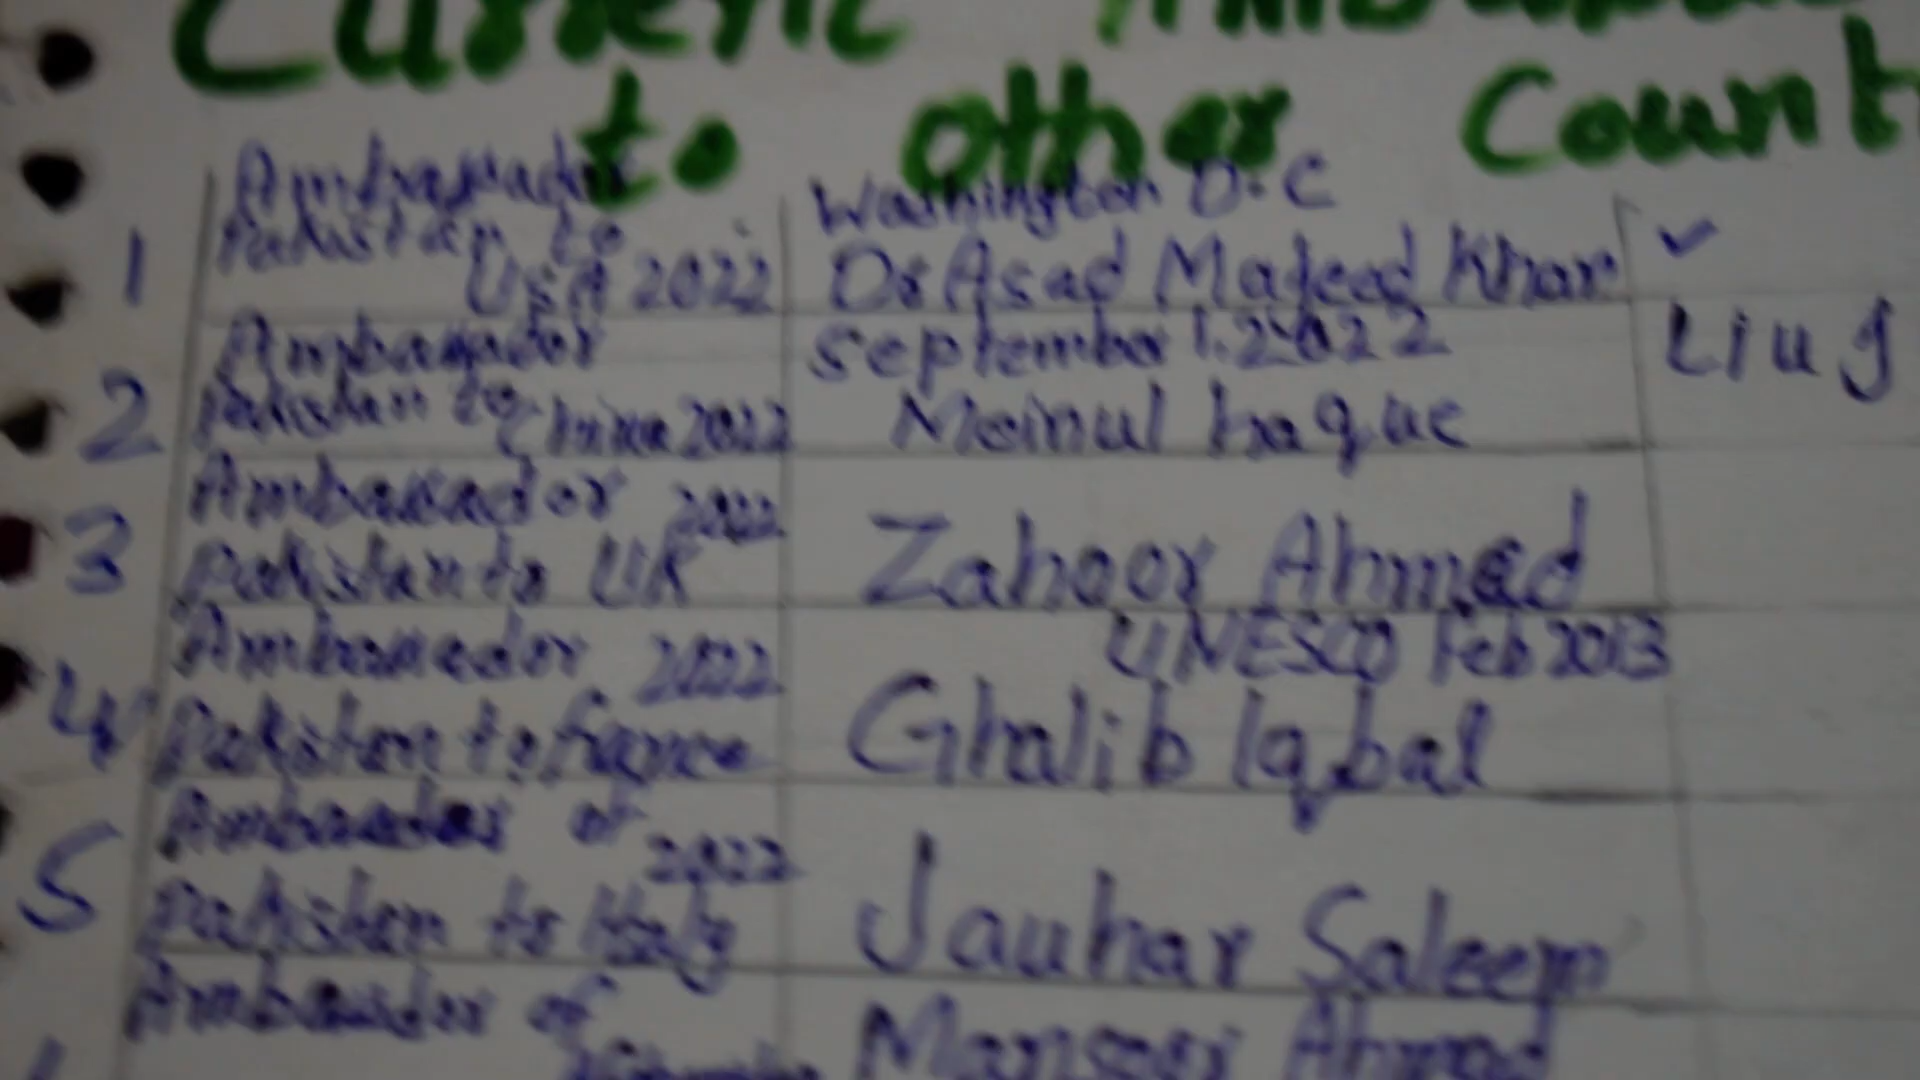 Current
to other
Washington D.C
1 Ambassador Pakistan to USA 2022 Dr Asad Majeed Khan ✓
September 1.2022 Liu J
2 Ambassador Pakistan to China 2022 Moinul haque
3 Ambassador 2022 Pakistan to UK Zahoor Ahmed
UNESCO Feb 2013
4 Ambassador 2022 Pakistan to france Ghalib Iqbal
5 Ambassador of 2022 Pakistan to Italy Jauhar Saleem
Ambassador of Mansoor Ahmad